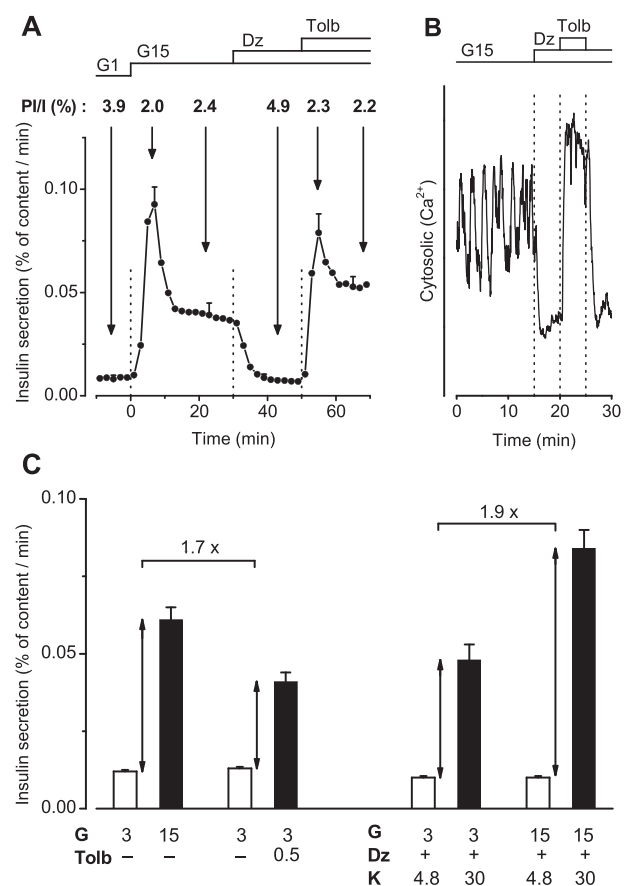 A
B
Tolb
Dz
G15
G1
Tolb
Dz
G15
PI/I (%) : 3.9 2.0 2.4 4.9 2.3 2.2
Insulin secretion (% of content / min)
0.10
0.05
0.00
0 20 40 60
Time (min)
Cytosolic (Ca²⁺)
0 10 20 30
Time (min)
C
Insulin secretion (% of content / min)
0.10
0.05
0.00
1.7 x
1.9 x
G 3 15 3 3
Tolb – – – 0.5
G 3 3 15 15
Dz + + + +
K 4.8 30 4.8 30